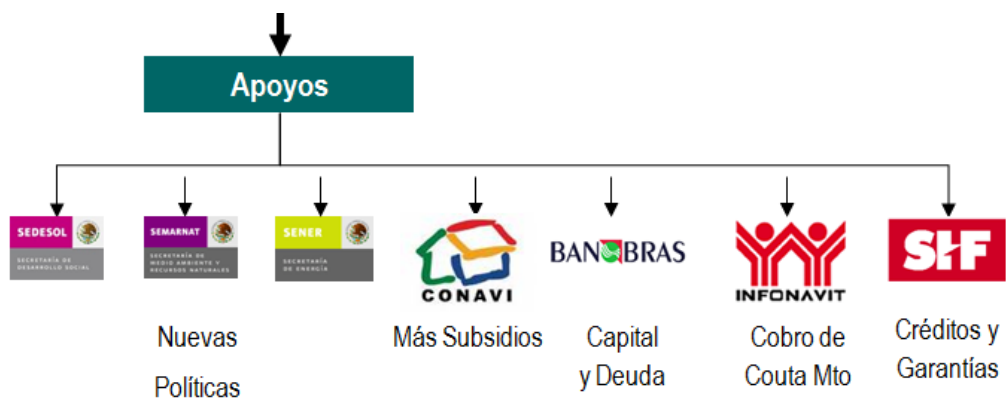 Apoyos
SEDESOL
SECRETARÍA DE
DESARROLLO SOCIAL
SEMARNAT
SECRETARÍA DE
MEDIO AMBIENTE Y
RECURSOS NATURALES
SENER
SECRETARÍA
DE ENERGÍA
CONAVI
BANOBRAS
INFONAVIT
SHF
Nuevas
Políticas
Más Subsidios
Capital
y Deuda
Cobro de
Couta Mto
Créditos y
Garantías